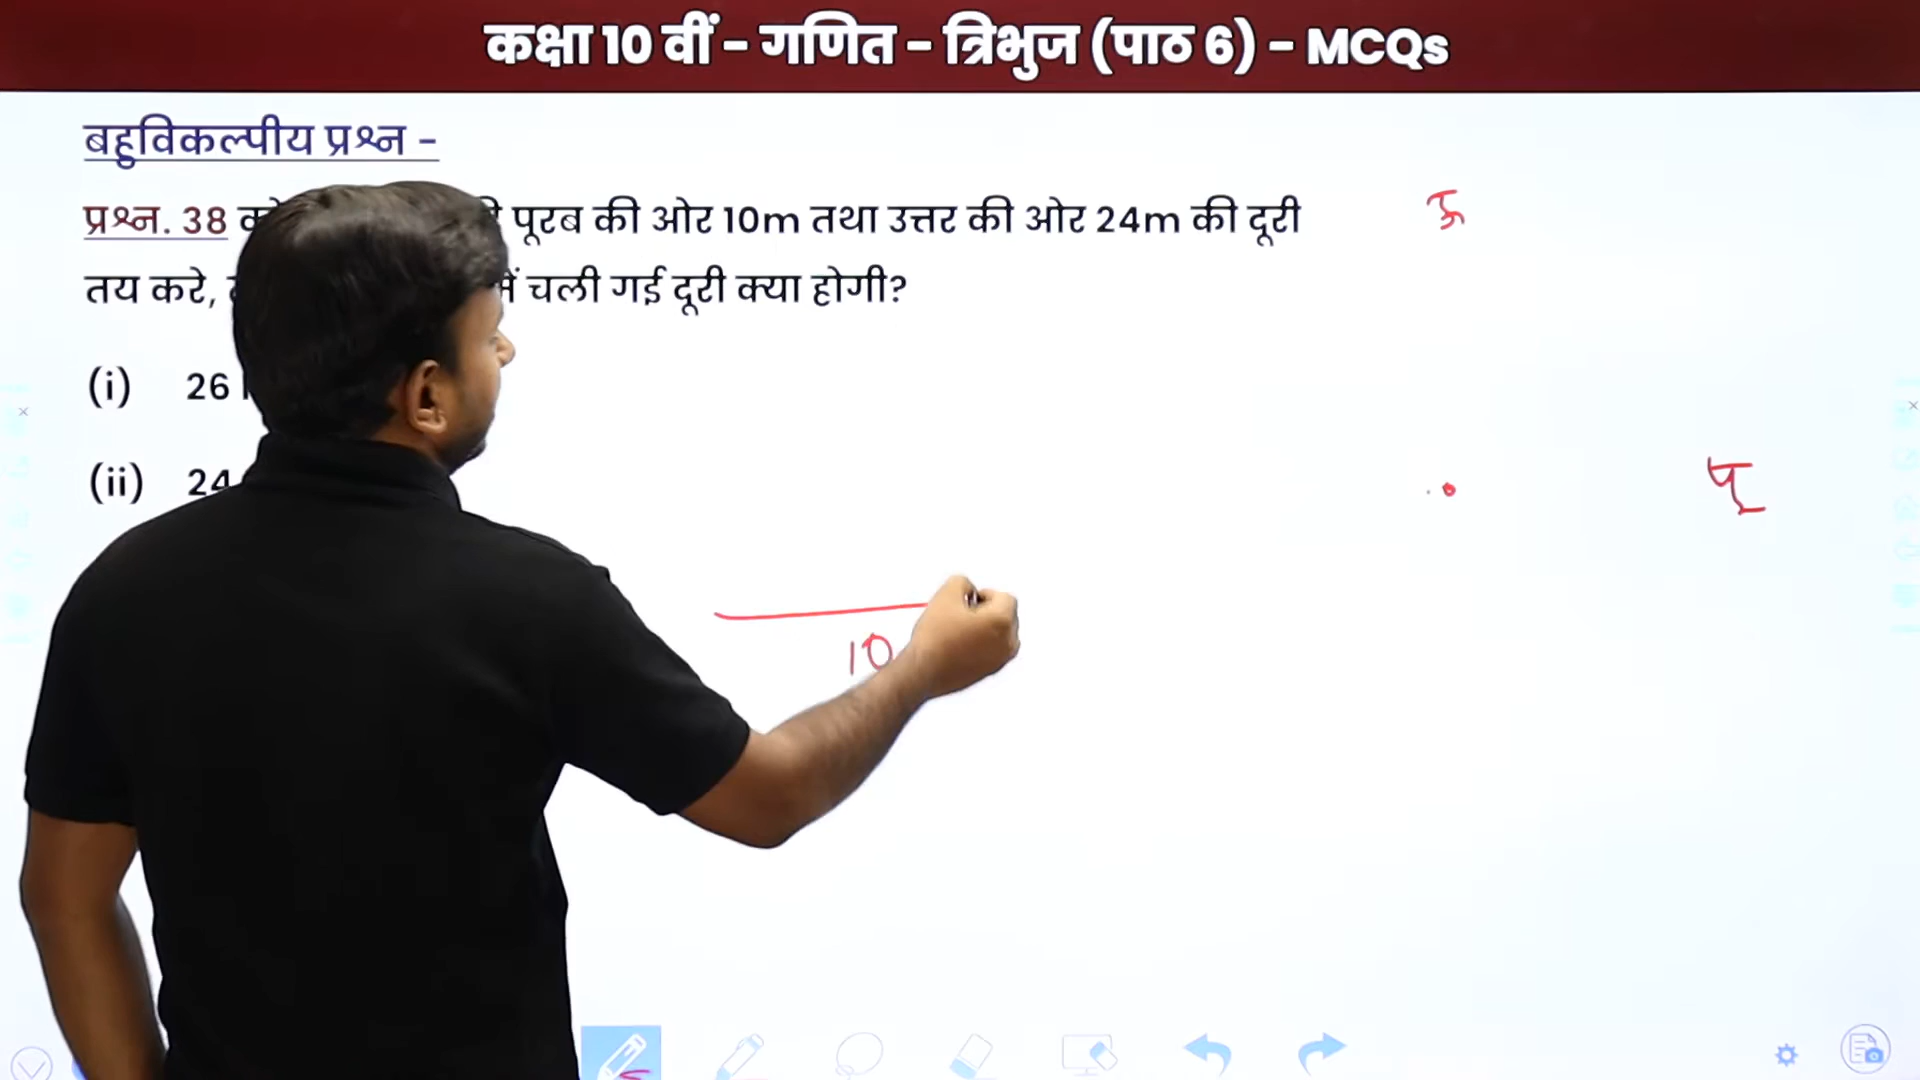 कक्षा 10 वीं - गणित - त्रिभुज (पाठ 6) - MCQs
बहुविकल्पीय प्रश्न -
प्रश्न. 38 पूरब की ओर 10m तथा उत्तर की ओर 24m की दूरी
तय करे, में चली गई दूरी क्या होगी?
(i) 26
(ii) 24
उ
पू
10